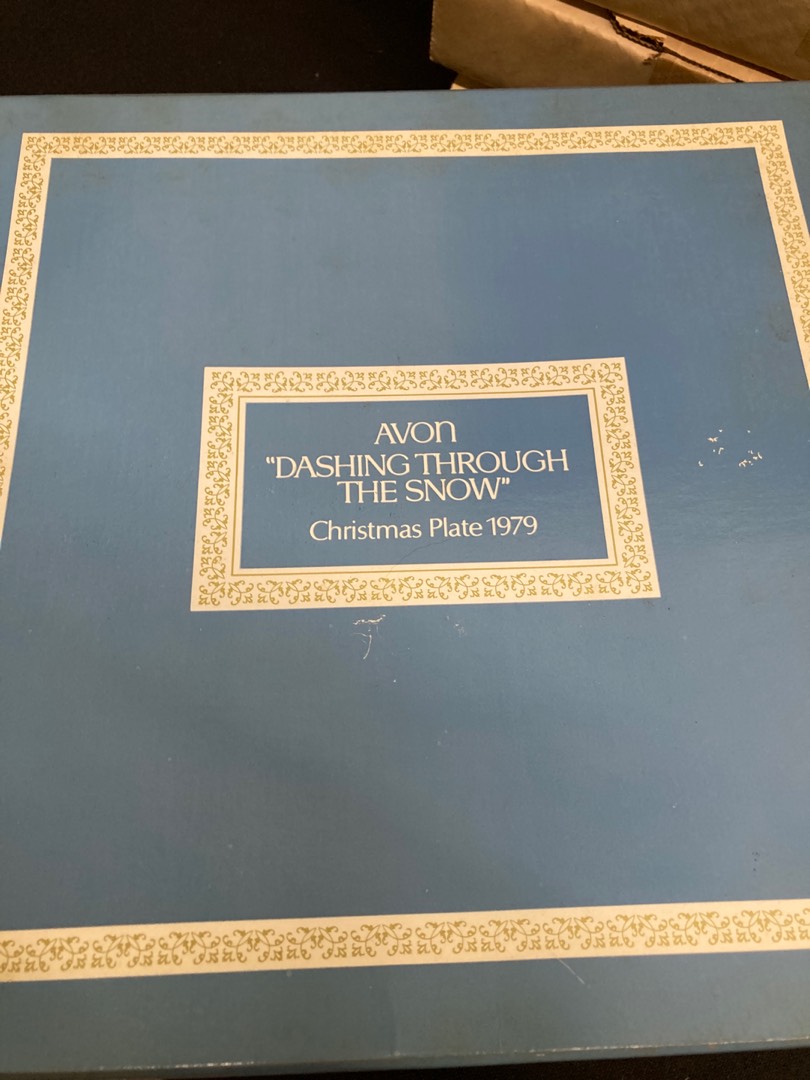 AVON
"DASHING THROUGH
THE SNOW"
Christmas Plate 1979